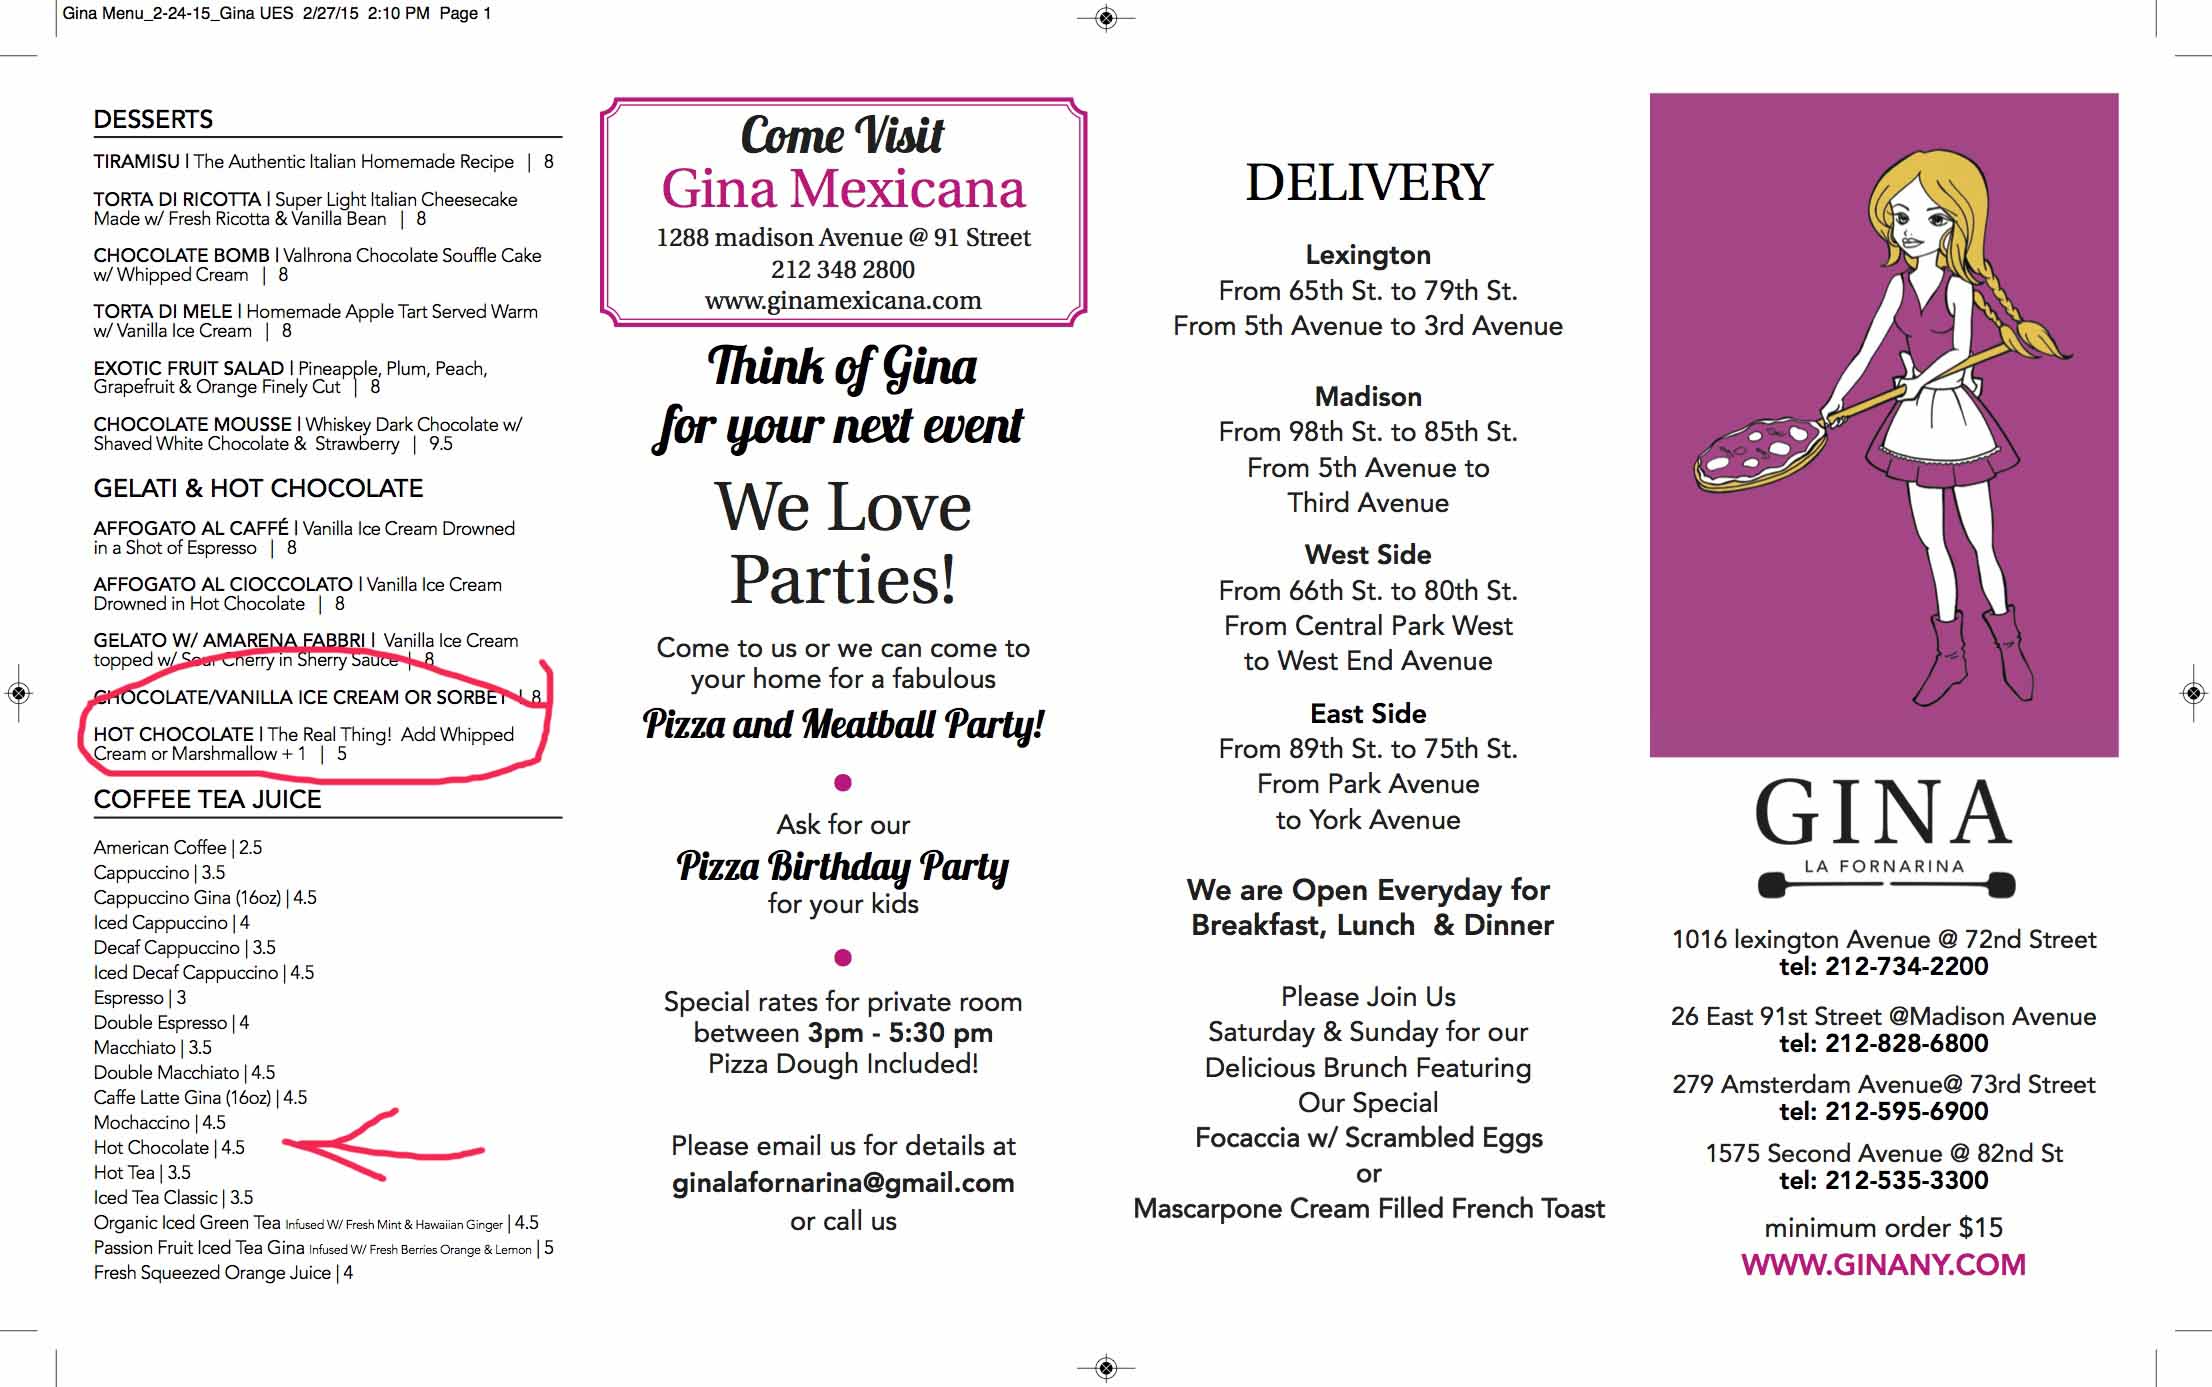 Gina Menu_2-24-15_Gina UES 2/27/15 2:10 PM Page 1
DESSERTS
TIRAMISU | The Authentic Italian Homemade Recipe | 8
TORTA DI RICOTTA | Super Light Italian Cheesecake
Made w/ Fresh Ricotta & Vanilla Bean | 8
CHOCOLATE BOMB | Valhrona Chocolate Souffle Cake
w/ Whipped Cream | 8
TORTA DI MELE | Homemade Apple Tart Served Warm
w/ Vanilla Ice Cream | 8
EXOTIC FRUIT SALAD | Pineapple, Plum, Peach,
Grapefruit & Orange Finely Cut | 8
CHOCOLATE MOUSSE | Whiskey Dark Chocolate w/
Shaved White Chocolate & Strawberry | 9.5
GELATI & HOT CHOCOLATE
AFFOGATO AL CAFFÉ | Vanilla Ice Cream Drowned
in a Shot of Espresso | 8
AFFOGATO AL CIOCCOLATO | Vanilla Ice Cream
Drowned in Hot Chocolate | 8
GELATO W/ AMARENA FABBRI | Vanilla Ice Cream
topped w/ Sour Cherry in Sherry Sauce | 8
CHOCOLATE/VANILLA ICE CREAM OR SORBET | 8
HOT CHOCOLATE | The Real Thing! Add Whipped
Cream or Marshmallow + 1 | 5
COFFEE TEA JUICE
American Coffee | 2.5
Cappuccino | 3.5
Cappuccino Gina (16oz) | 4.5
Iced Cappuccino | 4
Decaf Cappuccino | 3.5
Iced Decaf Cappuccino | 4.5
Espresso | 3
Double Espresso | 4
Macchiato | 3.5
Double Macchiato | 4.5
Caffe Latte Gina (16oz) | 4.5
Mochaccino | 4.5
Hot Chocolate | 4.5
Hot Tea | 3.5
Iced Tea Classic | 3.5
Organic Iced Green Tea Infused W/ Fresh Mint & Hawaiian Ginger | 4.5
Passion Fruit Iced Tea Gina Infused W/ Fresh Berries Orange & Lemon | 5
Fresh Squeezed Orange Juice | 4
Come Visit
Gina Mexicana
1288 madison Avenue @ 91 Street
212 348 2800
www.ginamexicana.com
Think of Gina
for your next event
We Love
Parties!
Come to us or we can come to
your home for a fabulous
Pizza and Meatball Party!
Ask for our
Pizza Birthday Party
for your kids
Special rates for private room
between 3pm - 5:30 pm
Pizza Dough Included!
Please email us for details at
ginalafornarina@gmail.com
or call us
DELIVERY
Lexington
From 65th St. to 79th St.
From 5th Avenue to 3rd Avenue
Madison
From 98th St. to 85th St.
From 5th Avenue to
Third Avenue
West Side
From 66th St. to 80th St.
From Central Park West
to West End Avenue
East Side
From 89th St. to 75th St.
From Park Avenue
to York Avenue
We are Open Everyday for
Breakfast, Lunch & Dinner
Please Join Us
Saturday & Sunday for our
Delicious Brunch Featuring
Our Special
Focaccia w/ Scrambled Eggs
or
Mascarpone Cream Filled French Toast
GINA
LA FORNARINA
1016 lexington Avenue @ 72nd Street
tel: 212-734-2200
26 East 91st Street @Madison Avenue
tel: 212-828-6800
279 Amsterdam Avenue@ 73rd Street
tel: 212-595-6900
1575 Second Avenue @ 82nd St
tel: 212-535-3300
minimum order $15
WWW.GINANY.COM